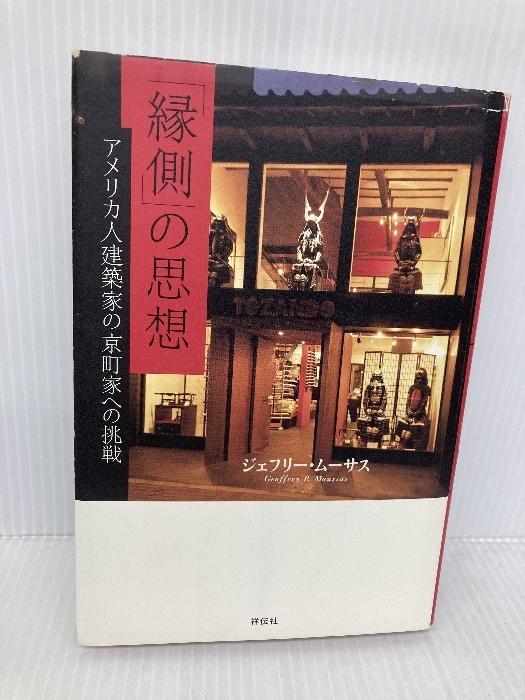 「縁側」の思想
アメリカ人建築家の京町家への挑戦
TOZANDO
ジェフリー・ムーサス
Geoffrey P. Moussas
祥伝社